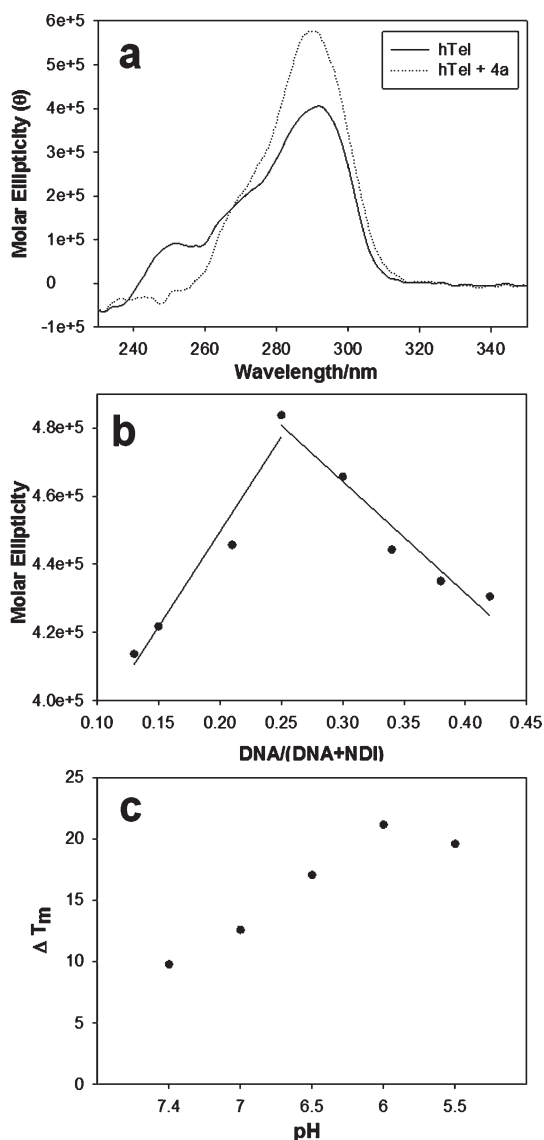 a
hTel
hTel + 4a
Molar Ellipticity (θ)
6e+5
5e+5
4e+5
3e+5
2e+5
1e+5
0
-1e+5
240 260 280 300 320 340
Wavelength/nm
b
Molar Ellipticity
4.8e+5
4.6e+5
4.4e+5
4.2e+5
4.0e+5
0.10 0.15 0.20 0.25 0.30 0.35 0.40 0.45
DNA/(DNA+NDI)
c
Δ Tm
25
20
15
10
5
0
7.4 7 6.5 6 5.5
pH